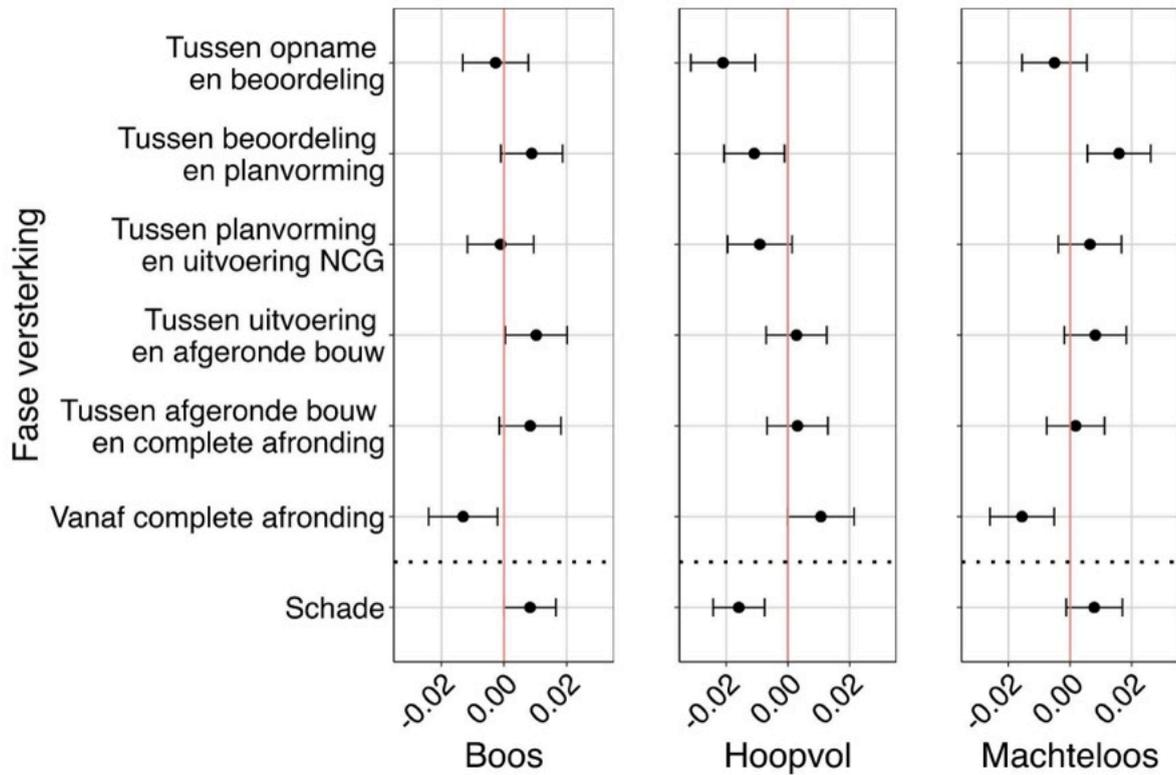 Fase versterking
Tussen opname
en beoordeling
Tussen beoordeling
en planvorming
Tussen planvorming
en uitvoering NCG
Tussen uitvoering
en afgeronde bouw
Tussen afgeronde bouw
en complete afronding
Vanaf complete afronding
Schade
-0.02 0.00 0.02
-0.02 0.00 0.02
-0.02 0.00 0.02
Boos
Hoopvol
Machteloos